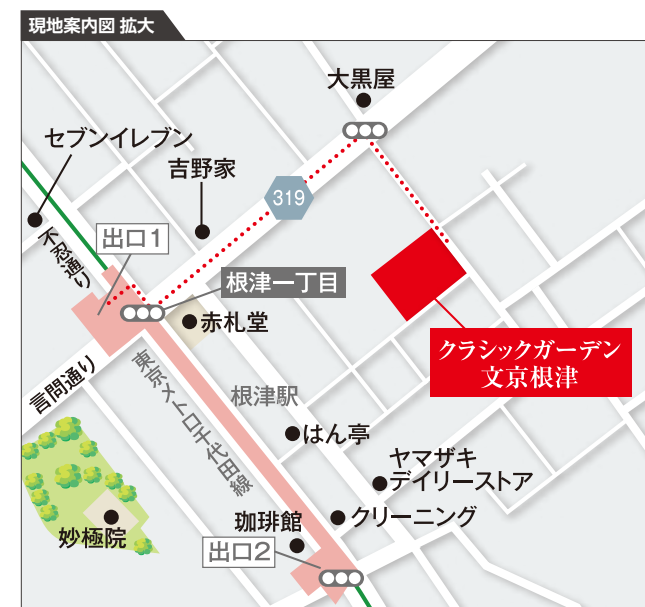 現地案内図 拡大
大黒屋
セブンイレブン
吉野家
319
不忍通り
出口1
根津一丁目
赤札堂
クラシックガーデン
文京根津
言問通り
東京メトロ千代田線
根津駅
はん亭
ヤマザキ
デイリーストア
妙極院
珈琲館
クリーニング
出口2